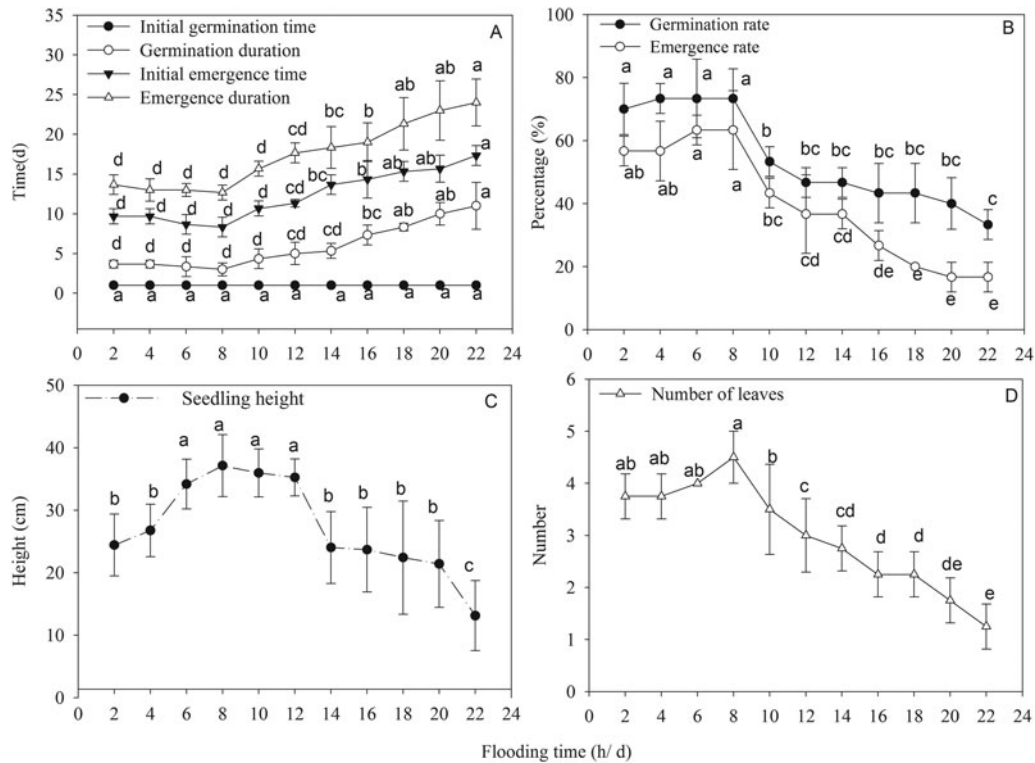 35
30
25
20
15
10
5
0
Time(d)
Initial germination time
Germination duration
Initial emergence time
Emergence duration
A
d d d d d cd bc b ab ab a
d d d d d cd bc b ab ab a
d d d d d cd cd bc ab ab a
a a a a a a a a a a a
0 2 4 6 8 10 12 14 16 18 20 22 24
100
80
60
40
20
0
Percentage (%)
Germination rate
Emergence rate
B
a a a a b bc bc bc bc bc c
ab ab a a bc cd cd de e e e
0 2 4 6 8 10 12 14 16 18 20 22 24
50
40
30
20
10
0
Height (cm)
Seedling height
C
b b a a a a b b b b c
0 2 4 6 8 10 12 14 16 18 20 22 24
6
5
4
3
2
1
0
Number
Number of leaves
D
ab ab ab a b c cd d d de e
0 2 4 6 8 10 12 14 16 18 20 22 24
Flooding time (h/ d)